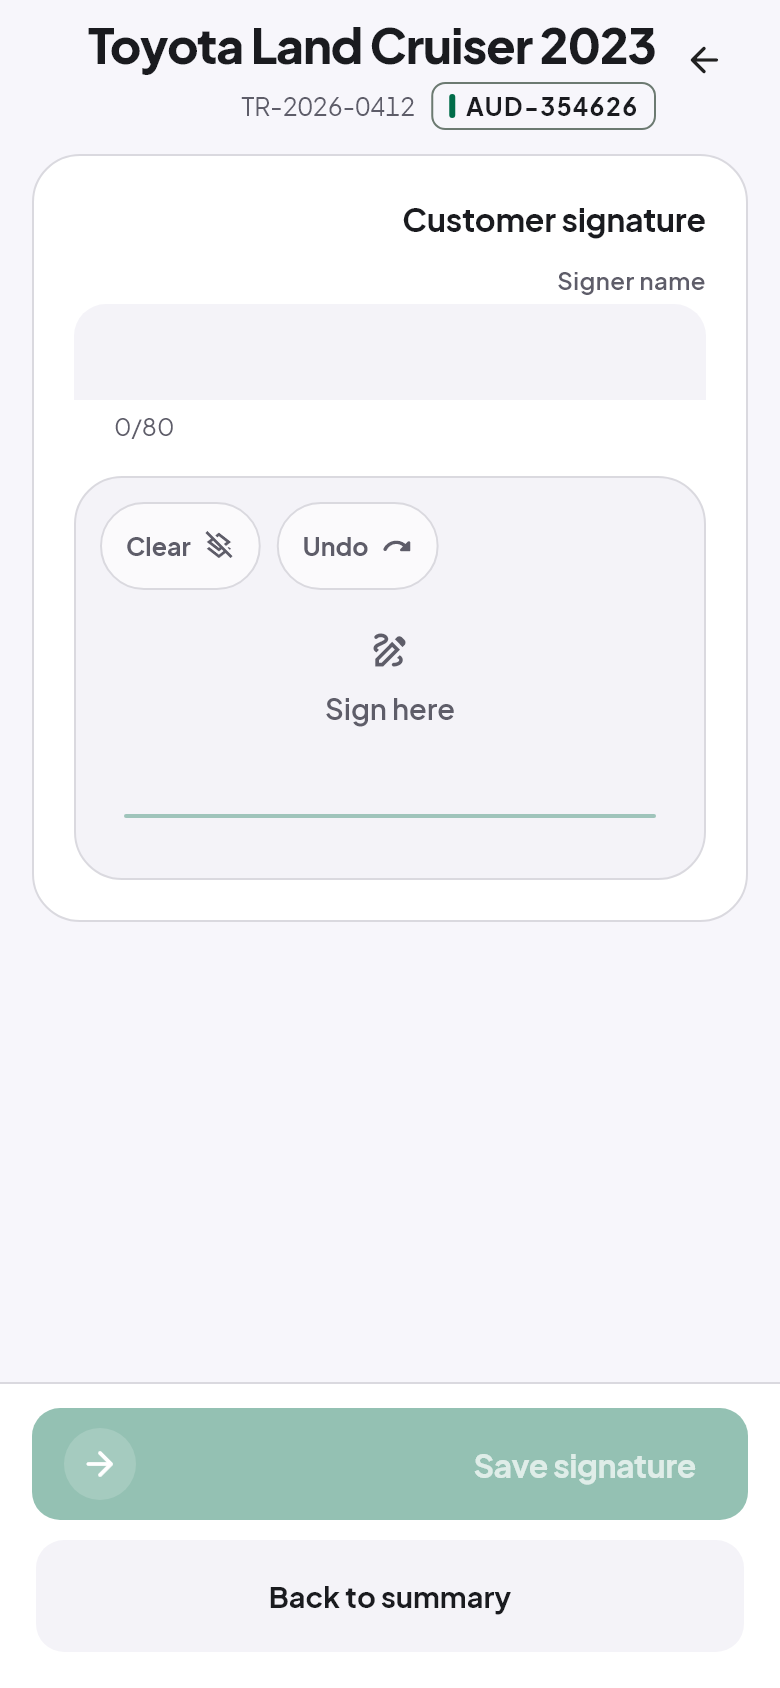 Toyota Land Cruiser 2023
TR-2026-0412 AUD-354626
Customer signature
Signer name
0/80
Clear Undo
Sign here
Save signature
Back to summary